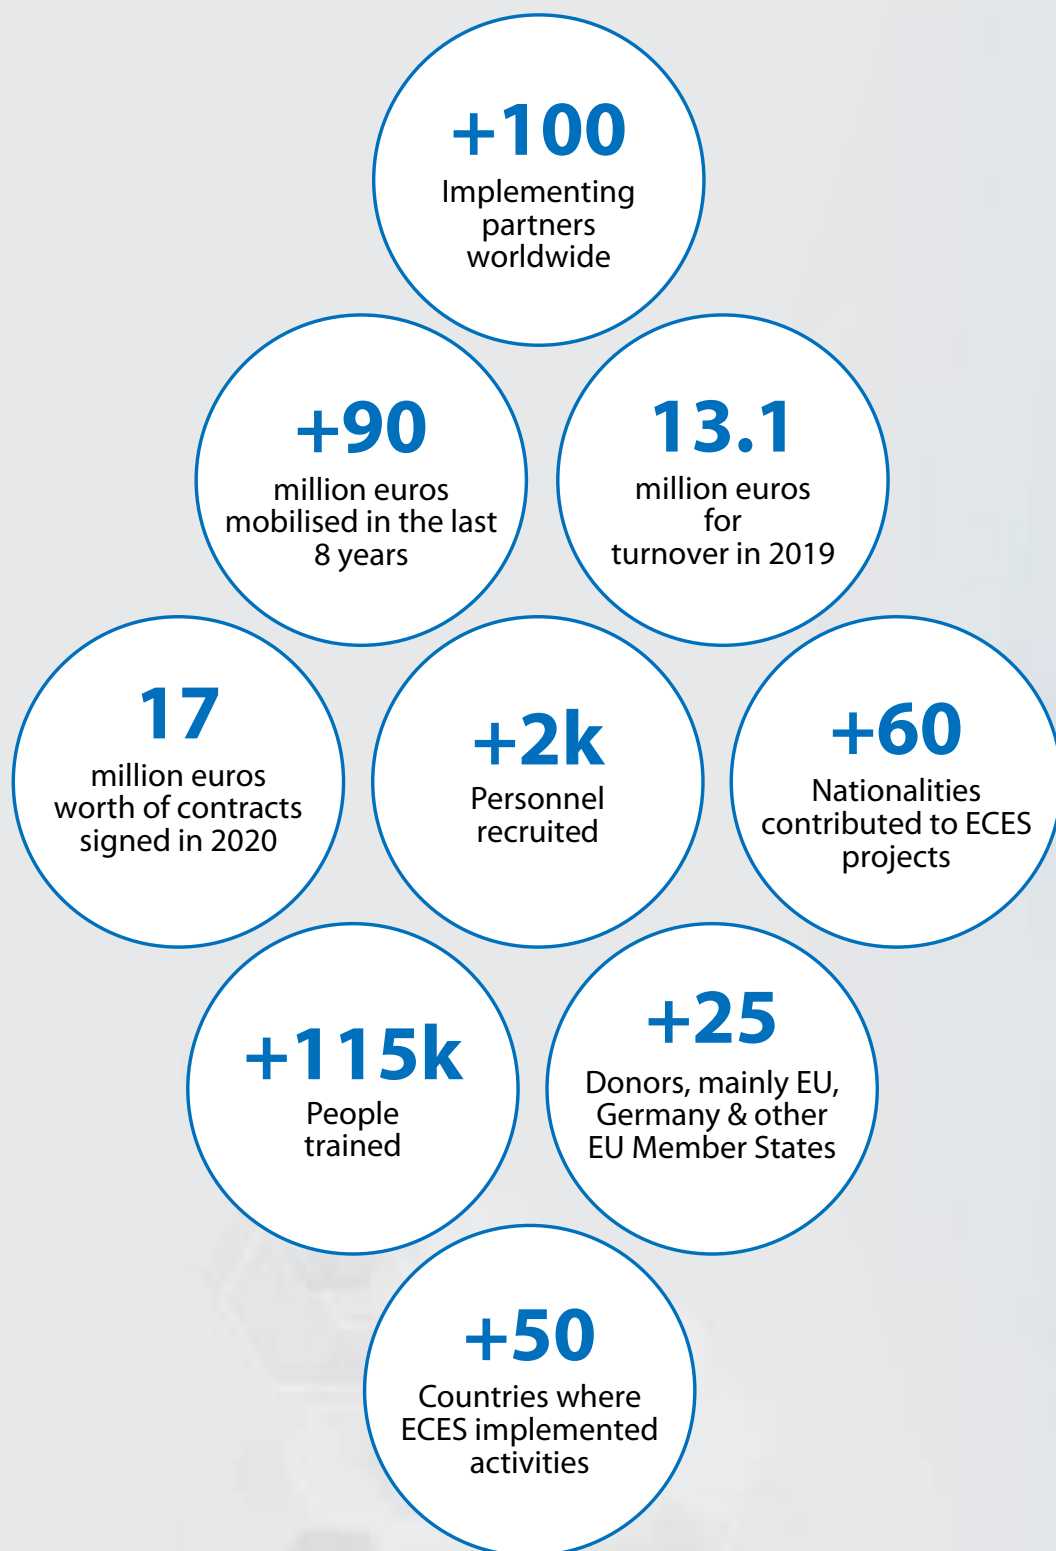 +100
Implementing
partners
worldwide
+90
million euros
mobilised in the last
8 years
13.1
million euros
for
turnover in 2019
17
million euros
worth of contracts
signed in 2020
+2k
Personnel
recruited
+60
Nationalities
contributed to ECES
projects
+115k
People
trained
+25
Donors, mainly EU,
Germany & other
EU Member States
+50
Countries where
ECES implemented
activities